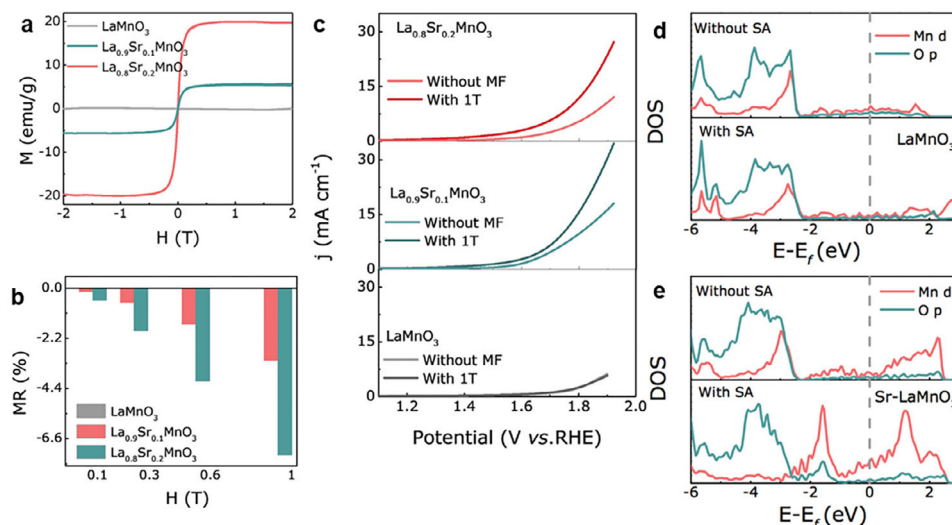 a
LaMnO₃
La₀.₉Sr₀.₁MnO₃
La₀.₈Sr₀.₂MnO₃
M (emu/g)
20
10
0
-10
-20
-2
-1
0
1
2
H (T)
b
0.0
-2.2
-4.4
-6.6
MR (%)
LaMnO₃
La₀.₉Sr₀.₁MnO₃
La₀.₈Sr₀.₂MnO₃
0.1
0.3
0.6
1
H (T)
c
30
15
0
La₀.₈Sr₀.₂MnO₃
Without MF
With 1T
30
15
0
La₀.₉Sr₀.₁MnO₃
Without MF
With 1T
30
15
0
LaMnO₃
Without MF
With 1T
j (mA cm⁻¹)
1.2
1.4
1.6
1.8
2.0
Potential (V vs.RHE)
d
Without SA
Mn d
O p
With SA
LaMnO₃
DOS
-6
-4
-2
0
2
E-E_f (eV)
e
Without SA
Mn d
O p
With SA
Sr-LaMnO₃
DOS
-6
-4
-2
0
2
E-E_f (eV)